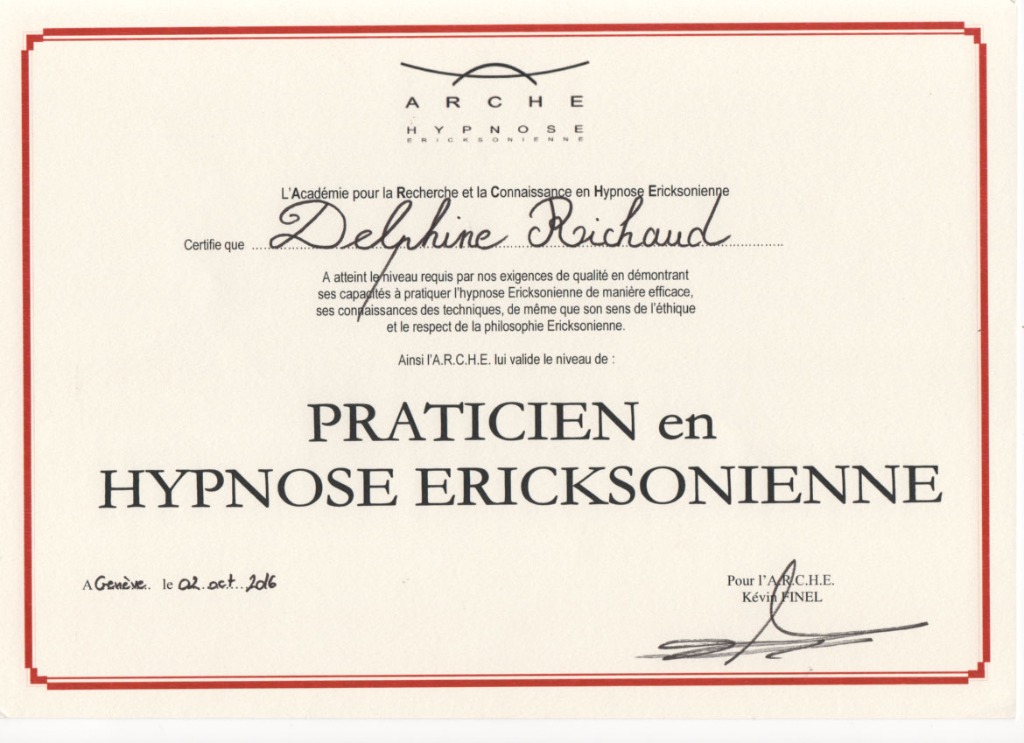 ARCHE
HYPNOSE
ERICKSONIENNE
L'Académie pour la Recherche et la Connaissance en Hypnose Ericksonienne
Certifie que Delphine Richaud
A atteint le niveau requis par nos exigences de qualité en démontrant
ses capacités à pratiquer l'hypnose Ericksonienne de manière efficace,
ses connaissances des techniques, de même que son sens de l'éthique
et le respect de la philosophie Ericksonienne.
Ainsi l'A.R.C.H.E. lui valide le niveau de :
PRATICIEN en
HYPNOSE ERICKSONIENNE
A Genève.. le 02.oct..2016
Pour l'A.R.C.H.E.
Kévin FINEL